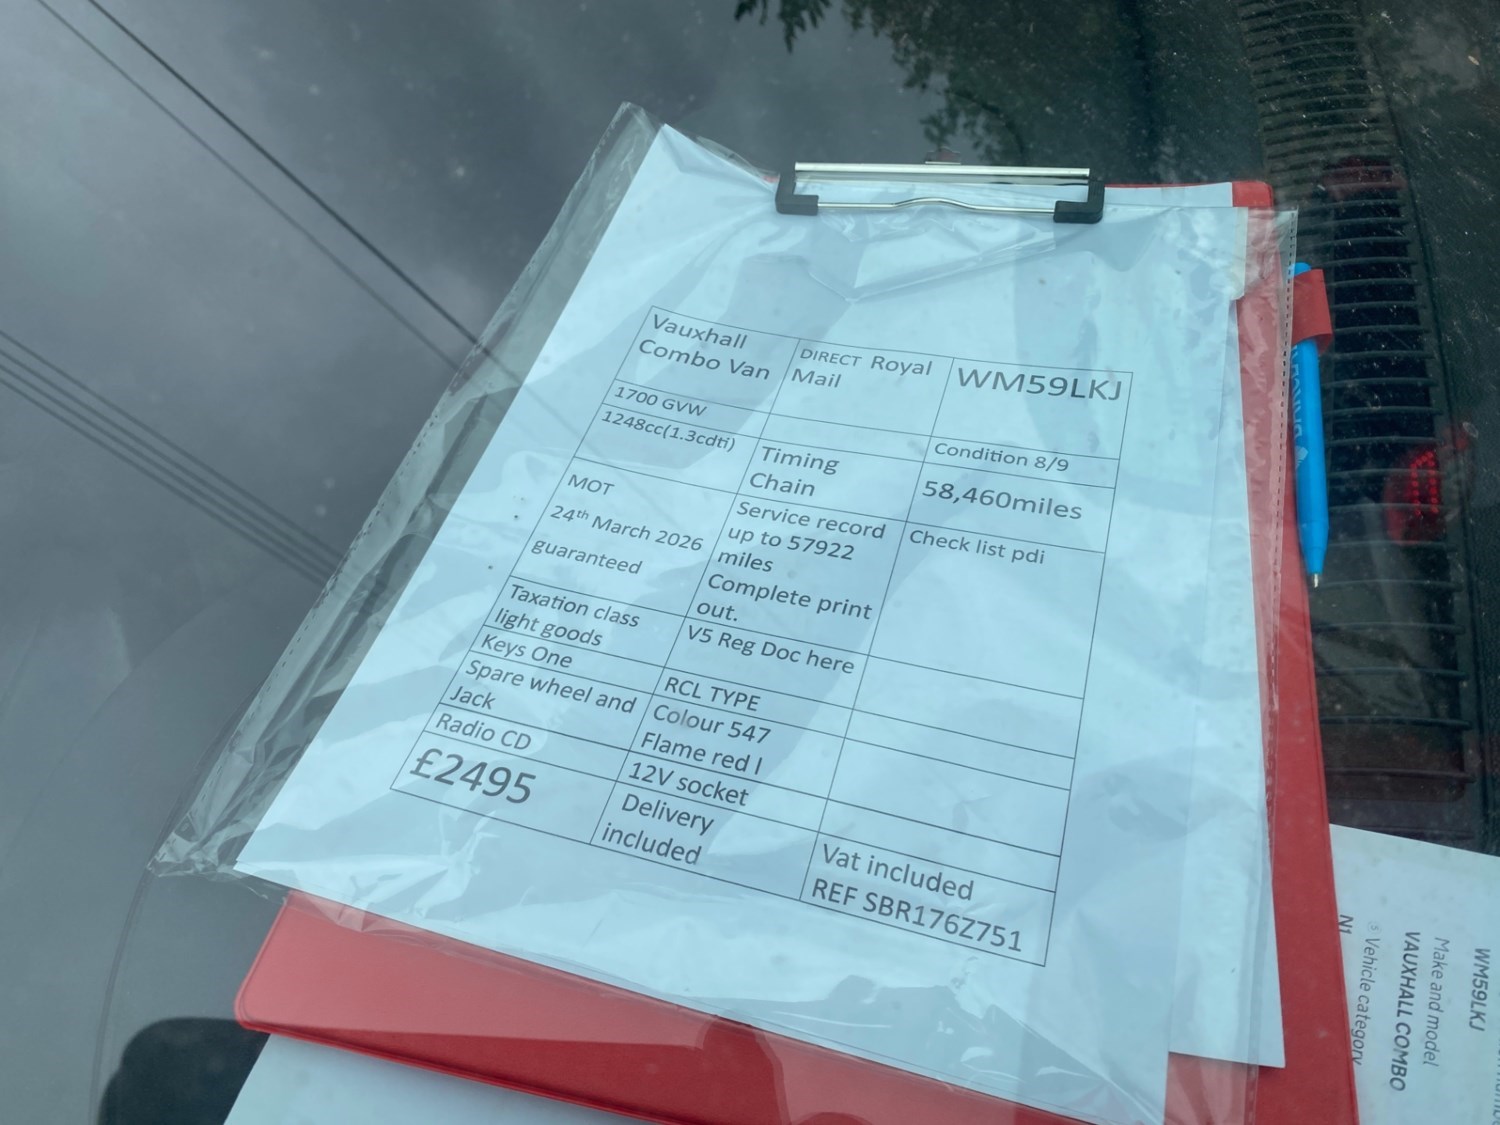 Vauxhall
Combo Van
DIRECT Royal
Mail
WM59LKJ
1700 GVW
1248cc(1.3cdti)
Timing
Chain
Condition 8/9
58,460miles
MOT
24th March 2026
guaranteed
Service record
up to 57922
miles
Complete print
out.
Check list pdi
Taxation class
light goods
V5 Reg Doc here
Keys One
RCL TYPE
Spare wheel and
Jack
Colour 547
Flame red l
Radio CD
12V socket
£2495
Delivery
included
Vat included
REF SBR176Z751
WM59LKJ
Make and model
VAUXHALL COMBO
Vehicle category
N1